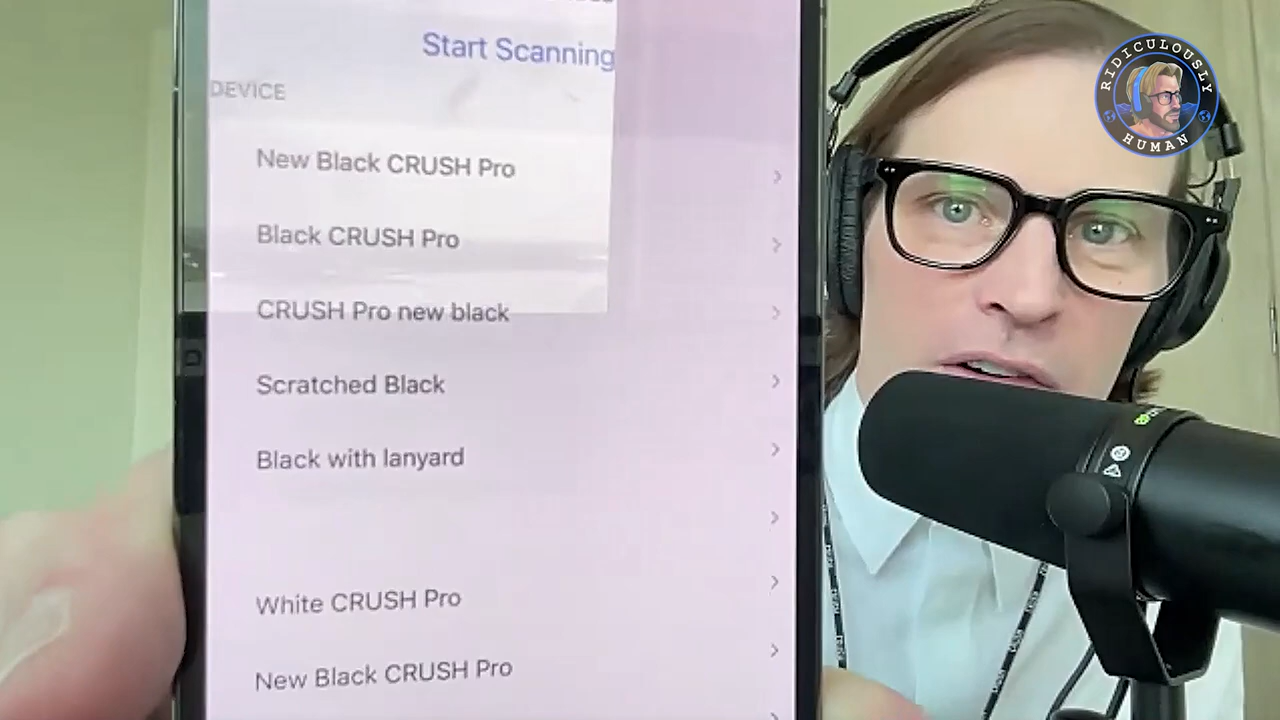 Start Scanning
DEVICE
New Black CRUSH Pro
Black CRUSH Pro
CRUSH Pro new black
Scratched Black
Black with lanyard
White CRUSH Pro
New Black CRUSH Pro
RIDICULOUSLY
HUMAN